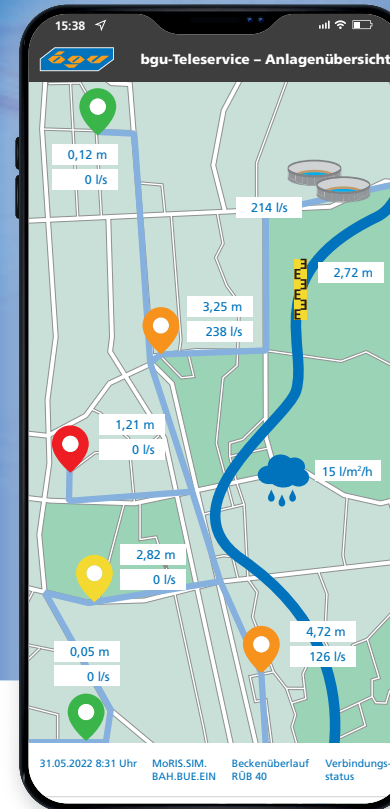 15:38
bgu
bgu-Teleservice – Anlagenübersicht
0,12 m
0 l/s
214 l/s
2,72 m
3,25 m
238 l/s
1,21 m
0 l/s
15 l/m²/h
2,82 m
0 l/s
4,72 m
126 l/s
0,05 m
0 l/s
31.05.2022 8:31 Uhr MoRIS.SIM. Beckenüberlauf Verbindungs-
BAH.BUE.EIN RÜB 40 status